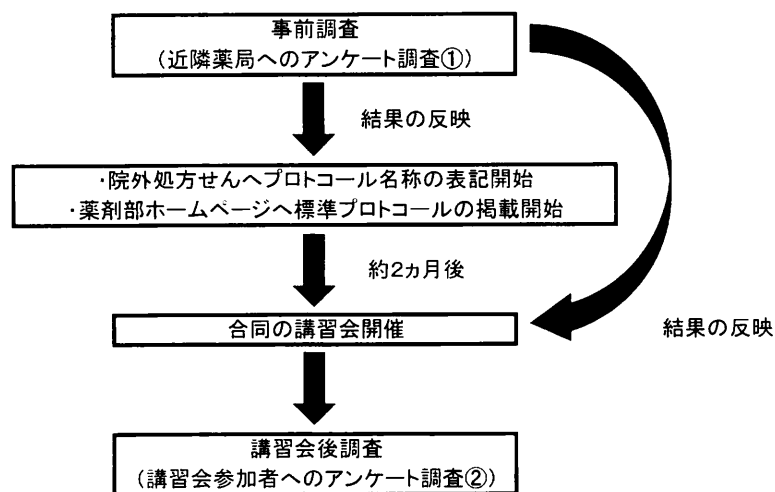 事前調査
(近隣薬局へのアンケート調査①)
結果の反映
・院外処方せんへプロトコール名称の表記開始
・薬剤部ホームページへ標準プロトコールの掲載開始
約2ヵ月後
合同の講習会開催
結果の反映
講習会後調査
(講習会参加者へのアンケート調査②)